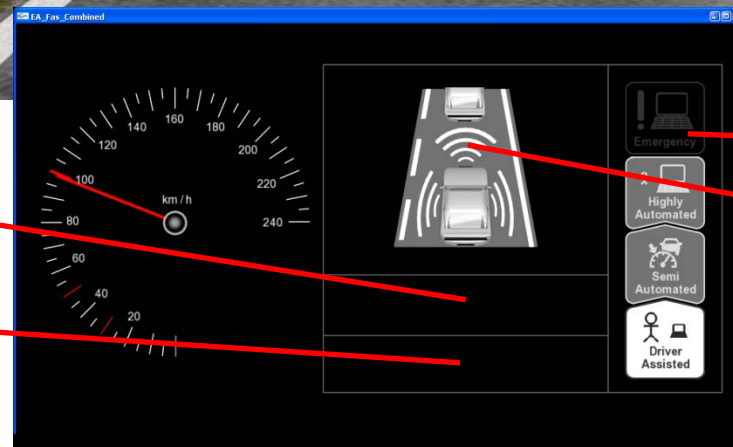 EA_Fas_Combined
20
40
60
80
100
120
140
160
180
200
220
240
km / h
Emergency
Highly
Automated
Semi
Automated
Driver
Assisted